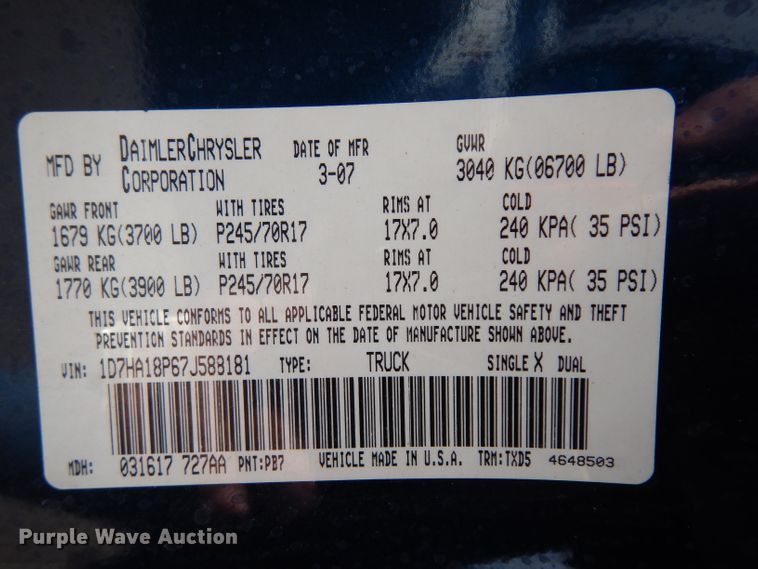 MFD BY DAIMLERCHRYSLER CORPORATION DATE OF MFR 3-07 GVWR 3040 KG(06700 LB)
GAWR FRONT WITH TIRES RIMS AT COLD
1679 KG(3700 LB) P245/70R17 17X7.0 240 KPA( 35 PSI)
GAWR REAR WITH TIRES RIMS AT COLD
1770 KG(3900 LB) P245/70R17 17X7.0 240 KPA( 35 PSI)
THIS VEHICLE CONFORMS TO ALL APPLICABLE FEDERAL MOTOR VEHICLE SAFETY AND THEFT
PREVENTION STANDARDS IN EFFECT ON THE DATE OF MANUFACTURE SHOWN ABOVE.
VIN: 1D7HA18P67J583181 TYPE: TRUCK SINGLE X DUAL
MDH: 031617 727AA PNT:PB7 VEHICLE MADE IN U.S.A. TRM:TXD5 4648503
Purple Wave Auction